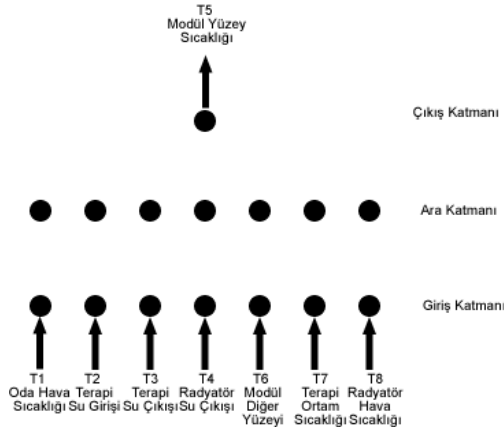 T5
Modül Yüzey
Sıcaklığı
Çıkış Katmanı
Ara Katmanı
Giriş Katmanı
T1 T2 T3 T4 T6 T7 T8
Oda Hava Terapi Terapi Radyatör Modül Terapi Radyatör
Sıcaklığı Su Girişi Su Çıkışı Su Çıkışı Diğer Ortam Hava
Yüzeyi Sıcaklığı Sıcaklığı